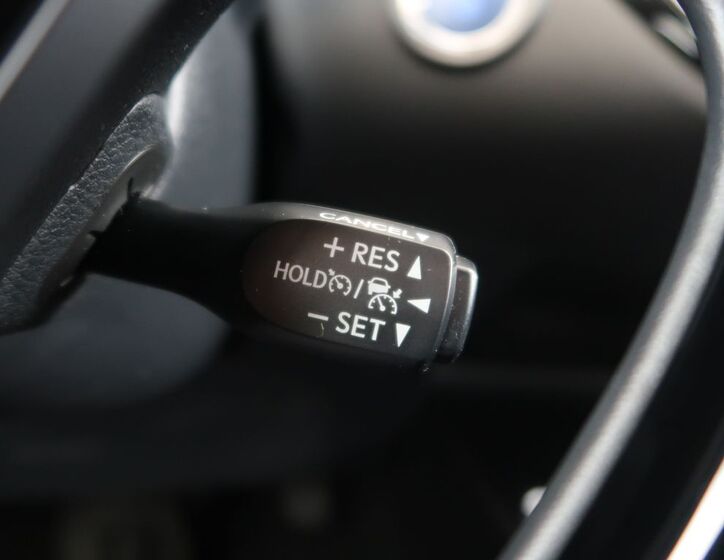 CANCEL▼
+ RES ▲
HOLD / ◀
− SET ▼